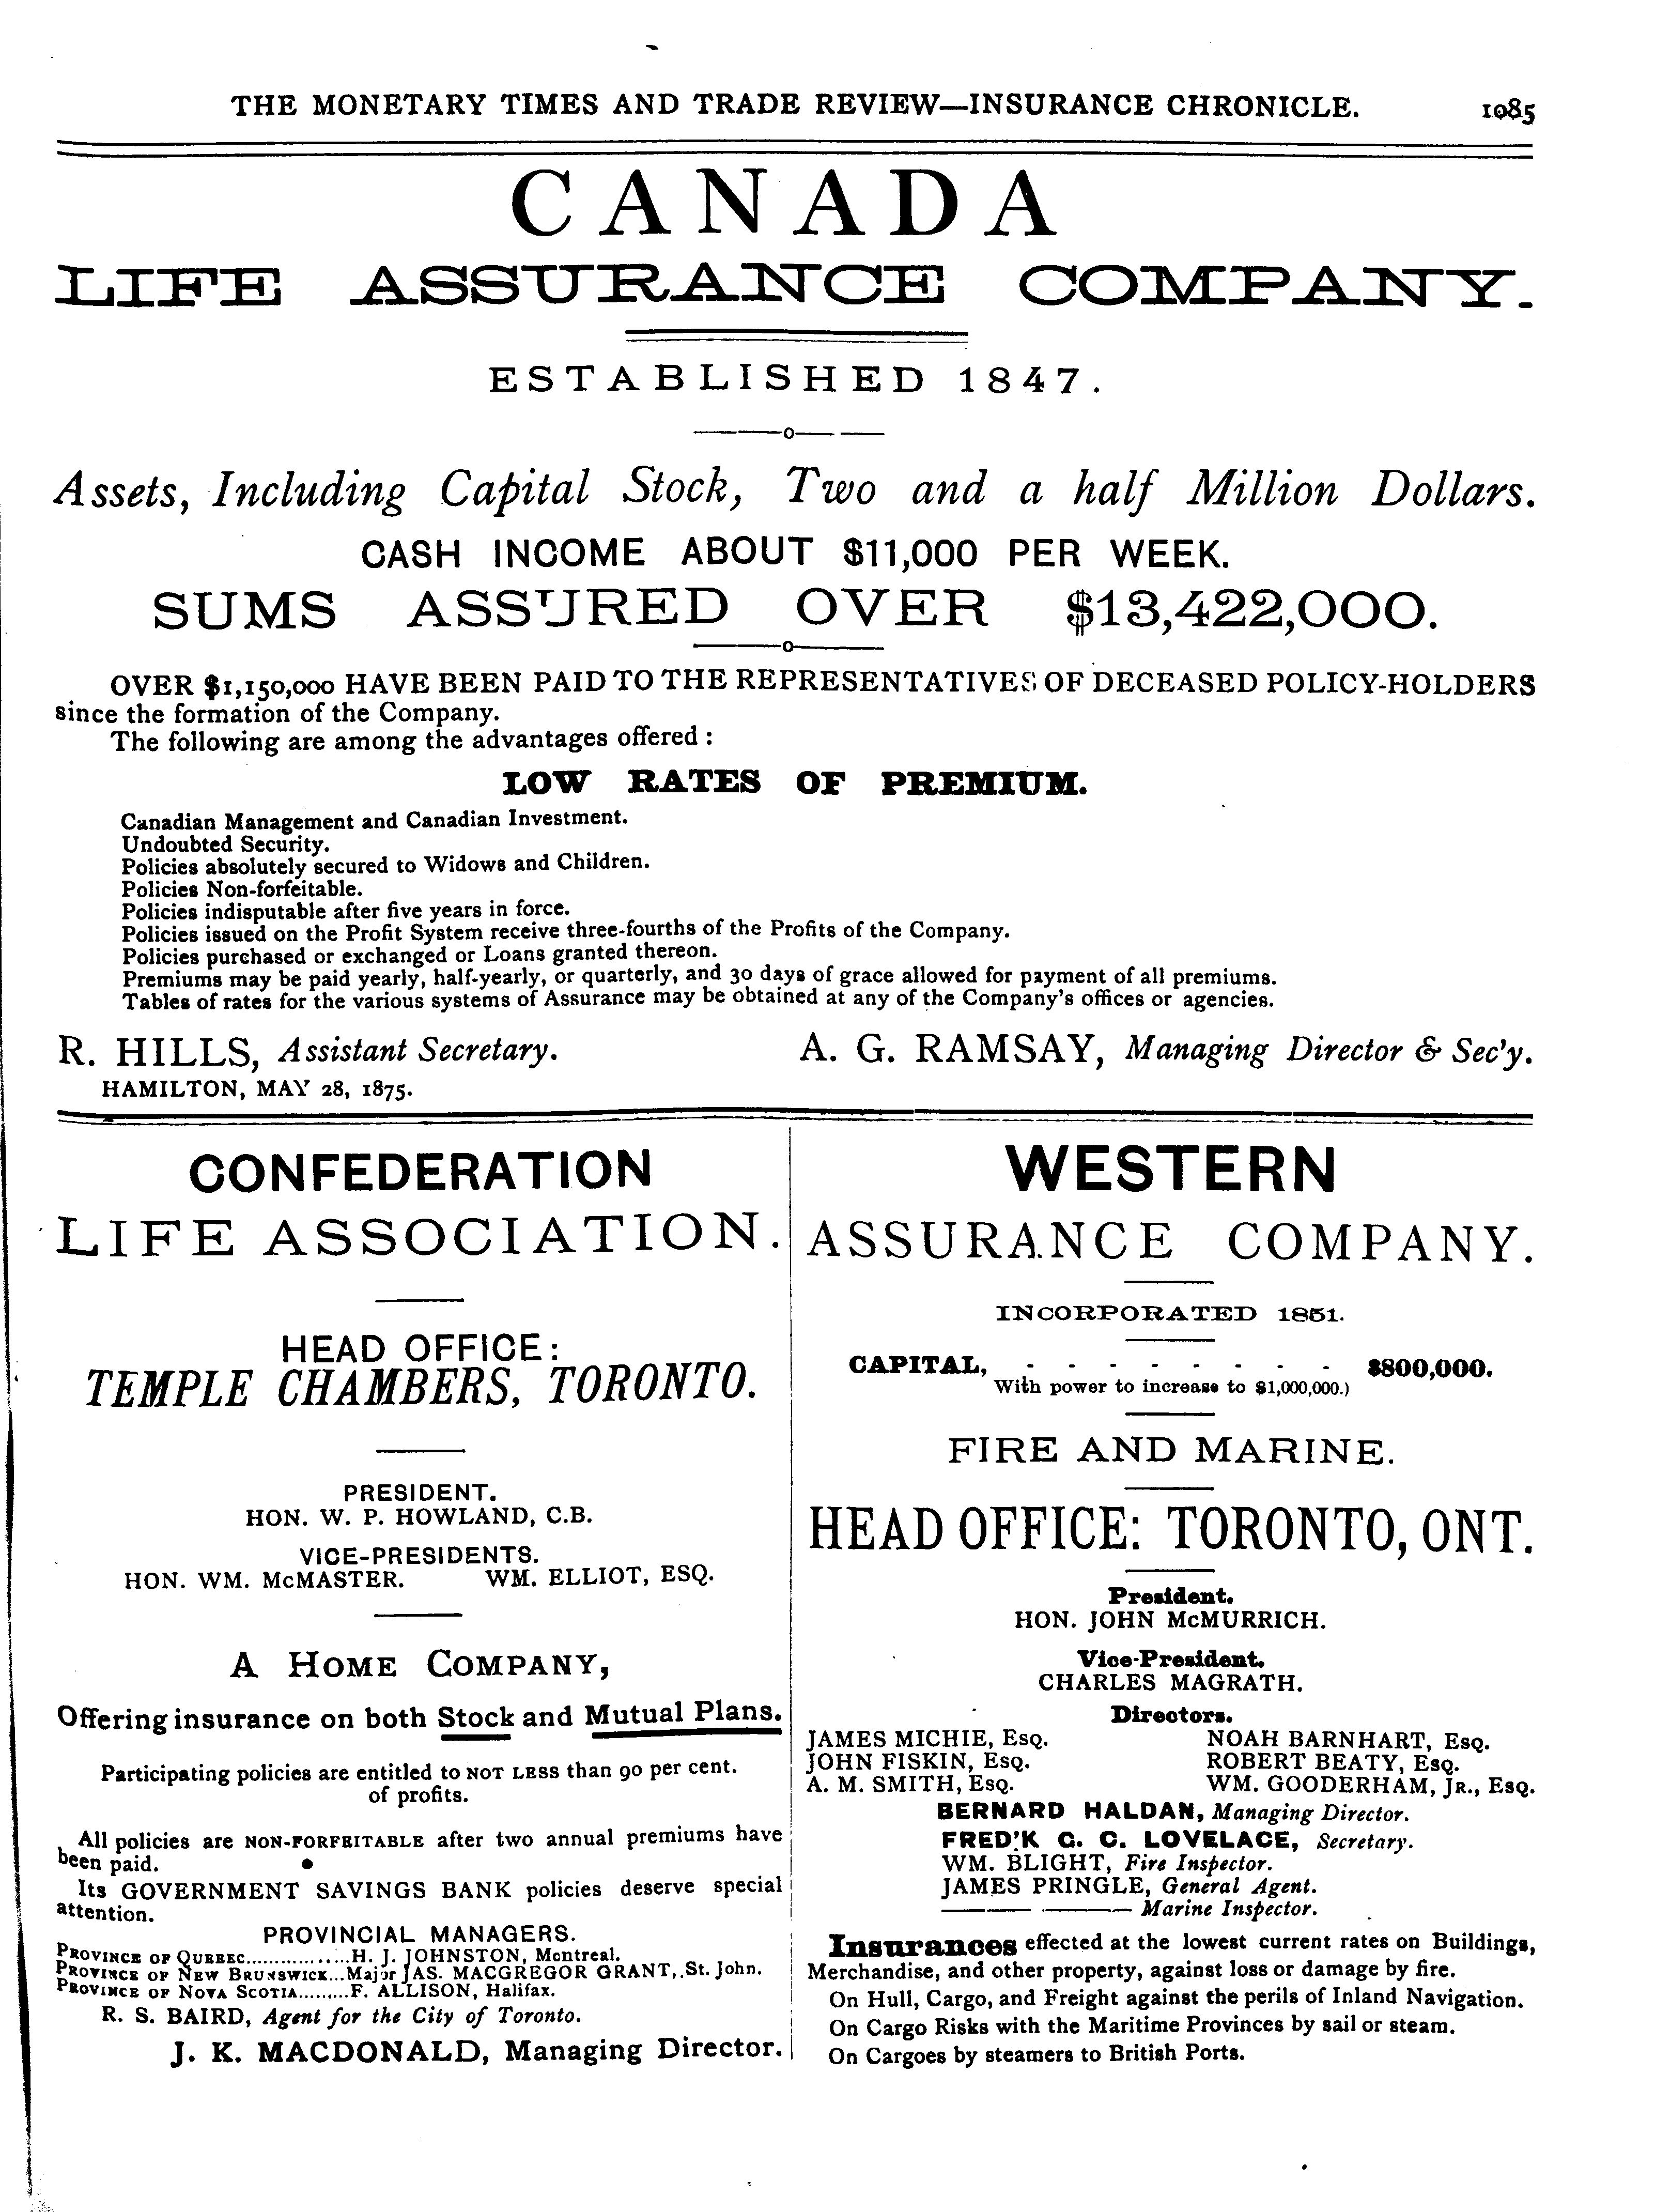 THE MONETARY TIMES AND TRADE REVIEW—INSURANCE CHRONICLE. 1085
CANADA
LIFE ASSURANCE COMPANY.
ESTABLISHED 1847.
Assets, Including Capital Stock, Two and a half Million Dollars.
CASH INCOME ABOUT $11,000 PER WEEK.
SUMS ASSURED OVER $13,422,000.
OVER $1,150,000 HAVE BEEN PAID TO THE REPRESENTATIVES OF DECEASED POLICY-HOLDERS
since the formation of the Company.
The following are among the advantages offered :
LOW RATES OF PREMIUM.
Canadian Management and Canadian Investment.
Undoubted Security.
Policies absolutely secured to Widows and Children.
Policies Non-forfeitable.
Policies indisputable after five years in force.
Policies issued on the Profit System receive three-fourths of the Profits of the Company.
Policies purchased or exchanged or Loans granted thereon.
Premiums may be paid yearly, half-yearly, or quarterly, and 30 days of grace allowed for payment of all premiums.
Tables of rates for the various systems of Assurance may be obtained at any of the Company's offices or agencies.
R. HILLS, Assistant Secretary. A. G. RAMSAY, Managing Director & Sec'y.
HAMILTON, MAY 28, 1875.
CONFEDERATION
LIFE ASSOCIATION.
HEAD OFFICE:
TEMPLE CHAMBERS, TORONTO.
PRESIDENT.
HON. W. P. HOWLAND, C.B.
VICE-PRESIDENTS.
HON. WM. McMASTER. WM. ELLIOT, ESQ.
A HOME COMPANY,
Offering insurance on both Stock and Mutual Plans.
Participating policies are entitled to NOT LESS than 90 per cent.
of profits.
All policies are NON-FORFEITABLE after two annual premiums have
been paid.
Its GOVERNMENT SAVINGS BANK policies deserve special
attention.
PROVINCIAL MANAGERS.
PROVINCE OF QUEBEC..................H. J. JOHNSTON, Montreal.
PROVINCE OF NEW BRUNSWICK...Major JAS. MACGREGOR GRANT,.St. John.
PROVINCE OF NOVA SCOTIA.........F. ALLISON, Halifax.
R. S. BAIRD, Agent for the City of Toronto.
J. K. MACDONALD, Managing Director.
WESTERN
ASSURANCE COMPANY.
INCORPORATED 1851.
CAPITAL, - - - - - - - - $800,000.
With power to increase to $1,000,000.)
FIRE AND MARINE.
HEAD OFFICE: TORONTO, ONT.
President.
HON. JOHN McMURRICH.
Vice-President.
CHARLES MAGRATH.
Directors.
JAMES MICHIE, Esq. NOAH BARNHART, Esq.
JOHN FISKIN, Esq. ROBERT BEATY, Esq.
A. M. SMITH, Esq. WM. GOODERHAM, Jr., Esq.
BERNARD HALDAN, Managing Director.
FRED'K G. C. LOVELACE, Secretary.
WM. BLIGHT, Fire Inspector.
JAMES PRINGLE, General Agent.
——— ——— Marine Inspector.
Insurances effected at the lowest current rates on Buildings,
Merchandise, and other property, against loss or damage by fire.
On Hull, Cargo, and Freight against the perils of Inland Navigation.
On Cargo Risks with the Maritime Provinces by sail or steam.
On Cargoes by steamers to British Ports.